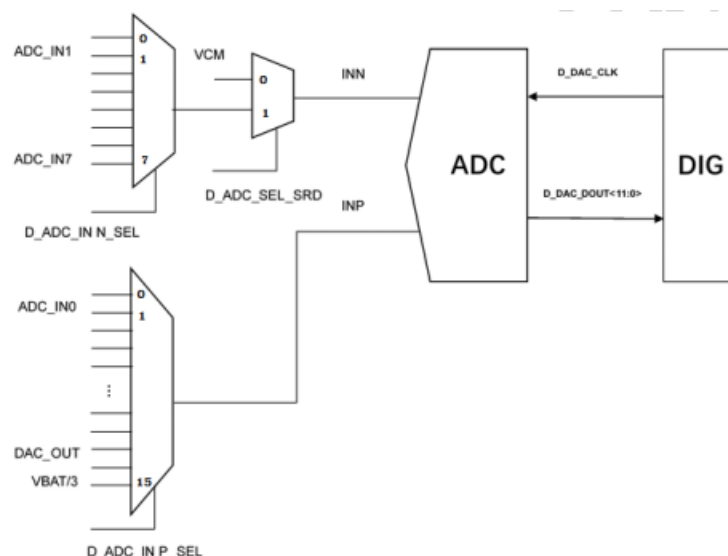 ADC_IN1
0
1
ADC_IN7
7
D_ADC_IN N_SEL
VCM
0
1
D_ADC_SEL_SRD
INN
INP
ADC
D_DAC_CLK
D_DAC_DOUT<11:0>
DIG
ADC_IN0
0
1
...
DAC_OUT
VBAT/3
15
D_ADC_IN P_SEL